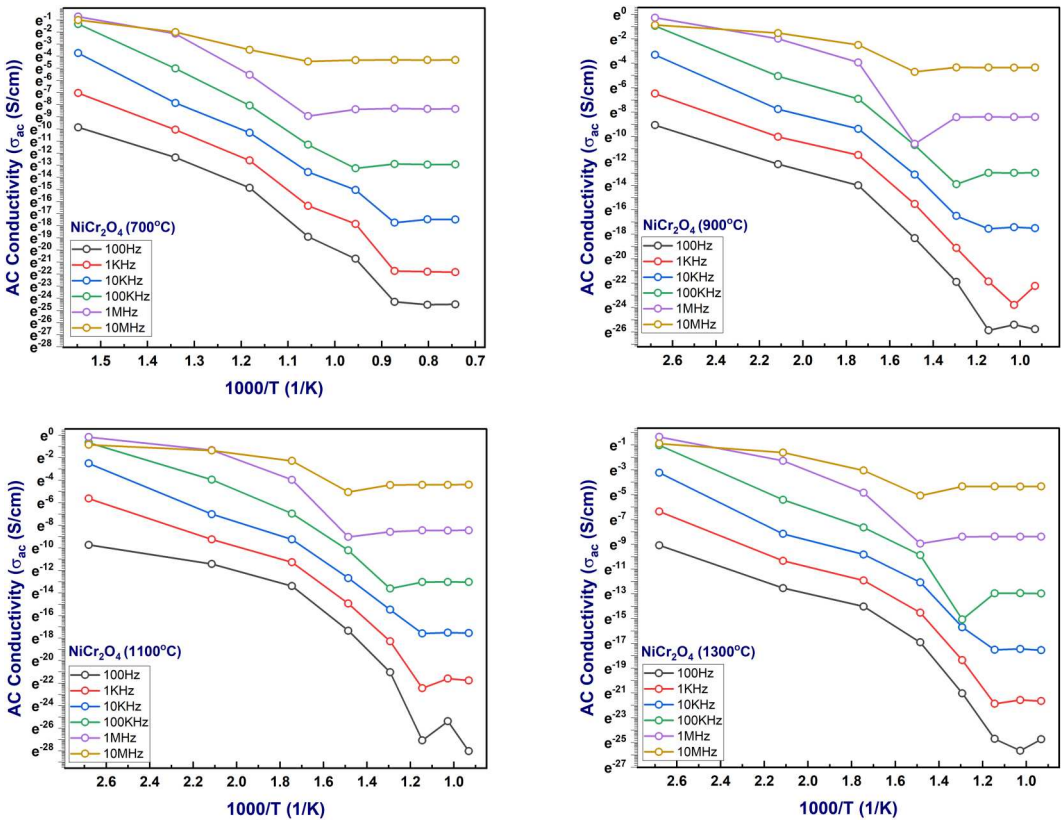 AC Conductivity (σac (S/cm))
e-1
e-2
e-3
e-4
e-5
e-6
e-7
e-8
e-9
e-10
e-11
e-12
e-13
e-14
e-15
e-16
e-17
e-18
e-19
e-20
e-21
e-22
e-23
e-24
e-25
e-26
e-27
e-28
NiCr2O4 (700oC)
100Hz
1KHz
10KHz
100KHz
1MHz
10MHz
1.5 1.4 1.3 1.2 1.1 1.0 0.9 0.8 0.7
1000/T (1/K)
AC Conductivity (σac (S/cm))
e0
e-2
e-4
e-6
e-8
e-10
e-12
e-14
e-16
e-18
e-20
e-22
e-24
e-26
NiCr2O4 (900oC)
100Hz
1KHz
10KHz
100KHz
1MHz
10MHz
2.6 2.4 2.2 2.0 1.8 1.6 1.4 1.2 1.0
1000/T (1/K)
AC Conductivity (σac (S/cm))
e0
e-2
e-4
e-6
e-8
e-10
e-12
e-14
e-16
e-18
e-20
e-22
e-24
e-26
e-28
NiCr2O4 (1100oC)
100Hz
1KHz
10KHz
100KHz
1MHz
10MHz
2.6 2.4 2.2 2.0 1.8 1.6 1.4 1.2 1.0
1000/T (1/K)
AC Conductivity (σac (S/cm))
e-1
e-3
e-5
e-7
e-9
e-11
e-13
e-15
e-17
e-19
e-21
e-23
e-25
e-27
NiCr2O4 (1300oC)
100Hz
1KHz
10KHz
100KHz
1MHz
10MHz
2.6 2.4 2.2 2.0 1.8 1.6 1.4 1.2 1.0
1000/T (1/K)